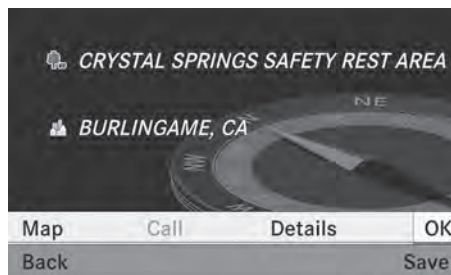 CRYSTAL SPRINGS SAFETY REST AREA
NE
BURLINGAME, CA
Map Call Details OK
Back Save